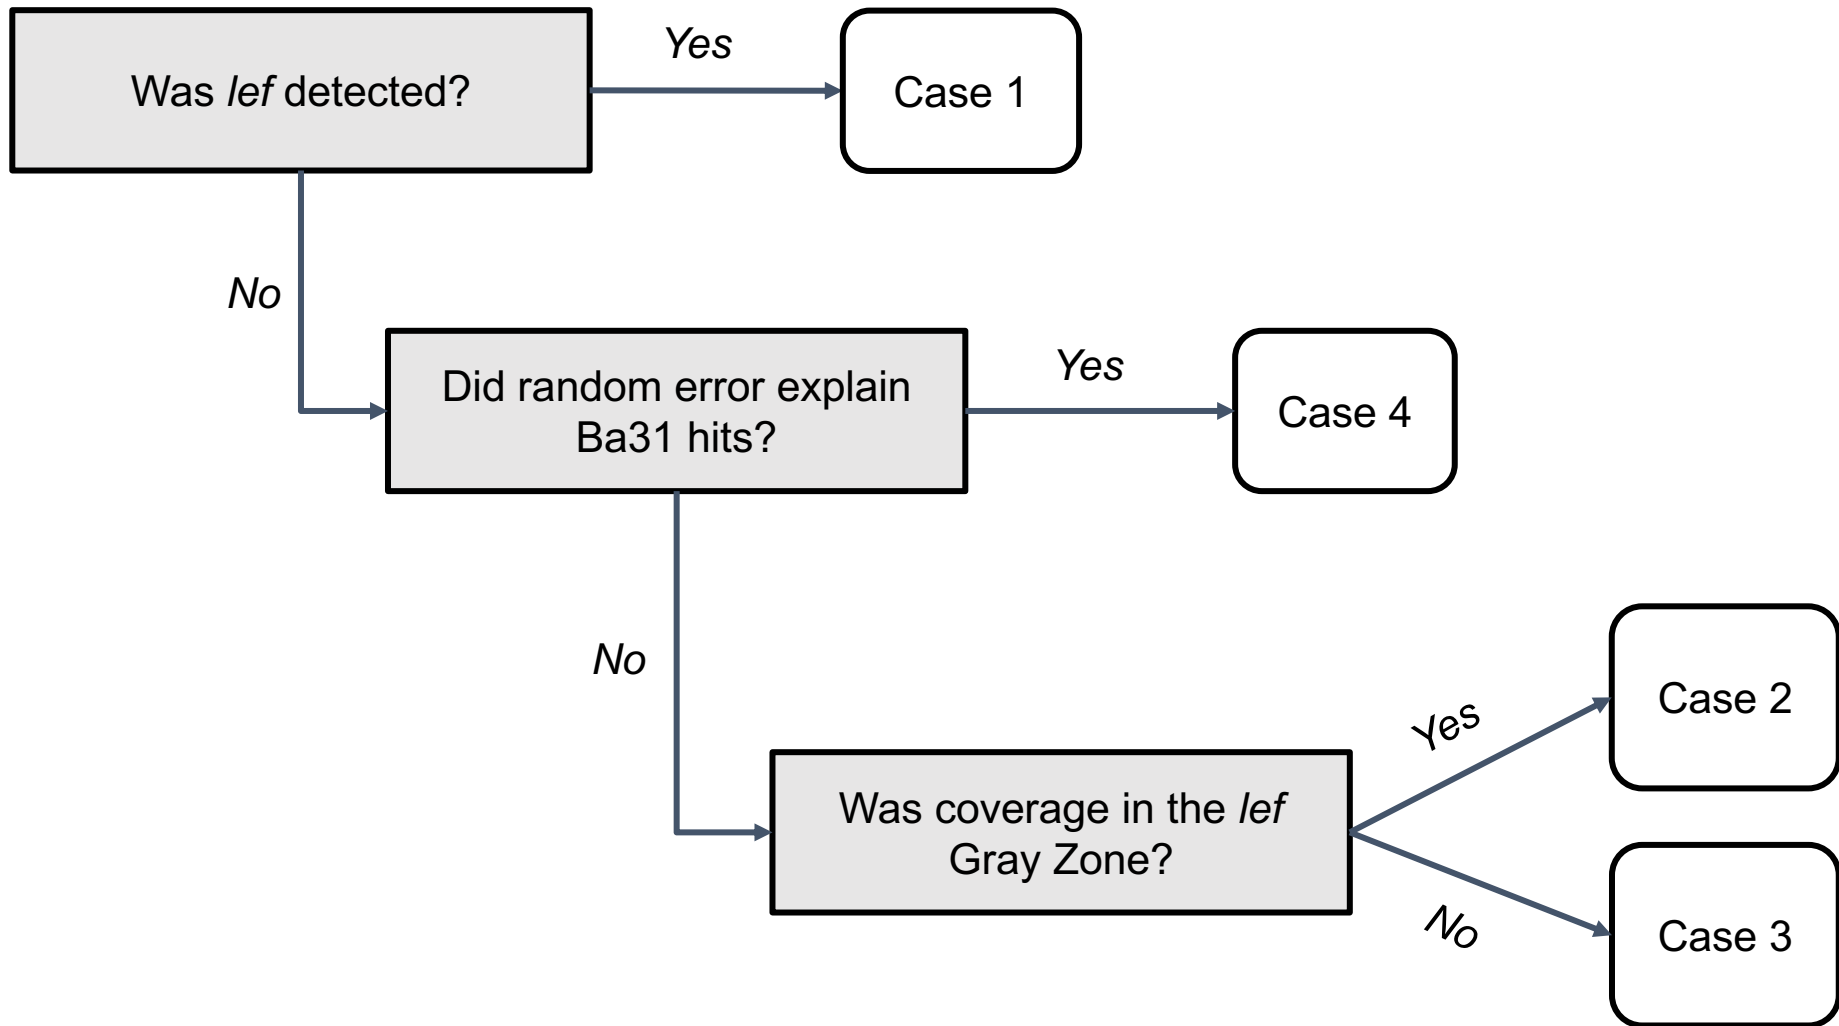 Was lef detected?
Yes
Case 1
No
Did random error explain
Ba31 hits?
Yes
Case 4
No
Was coverage in the lef
Gray Zone?
Yes
Case 2
No
Case 3